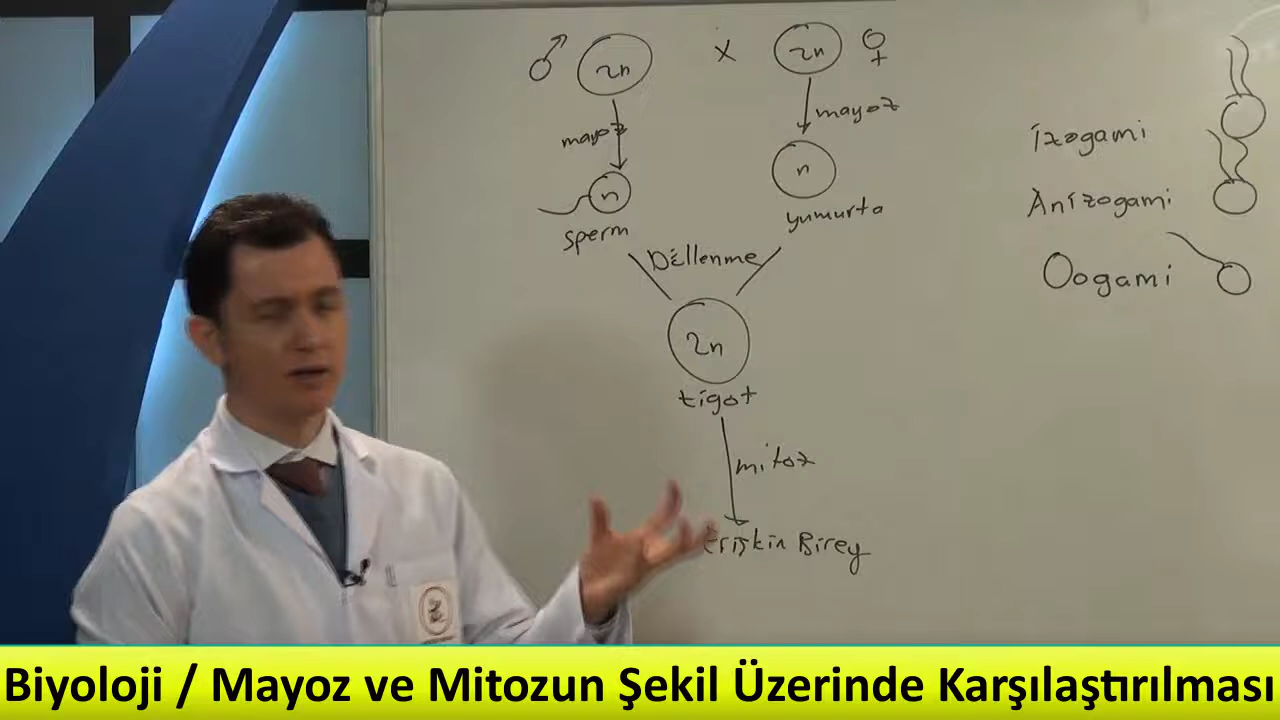 ♂ 2n x 2n ♀
mayoz
mayoz
n
n
sperm
yumurta
Döllenme
2n
zigot
mitoz
Erişkin Birey
İzogami
Anizogami
Oogami
Biyoloji / Mayoz ve Mitozun Şekil Üzerinde Karşılaştırılması